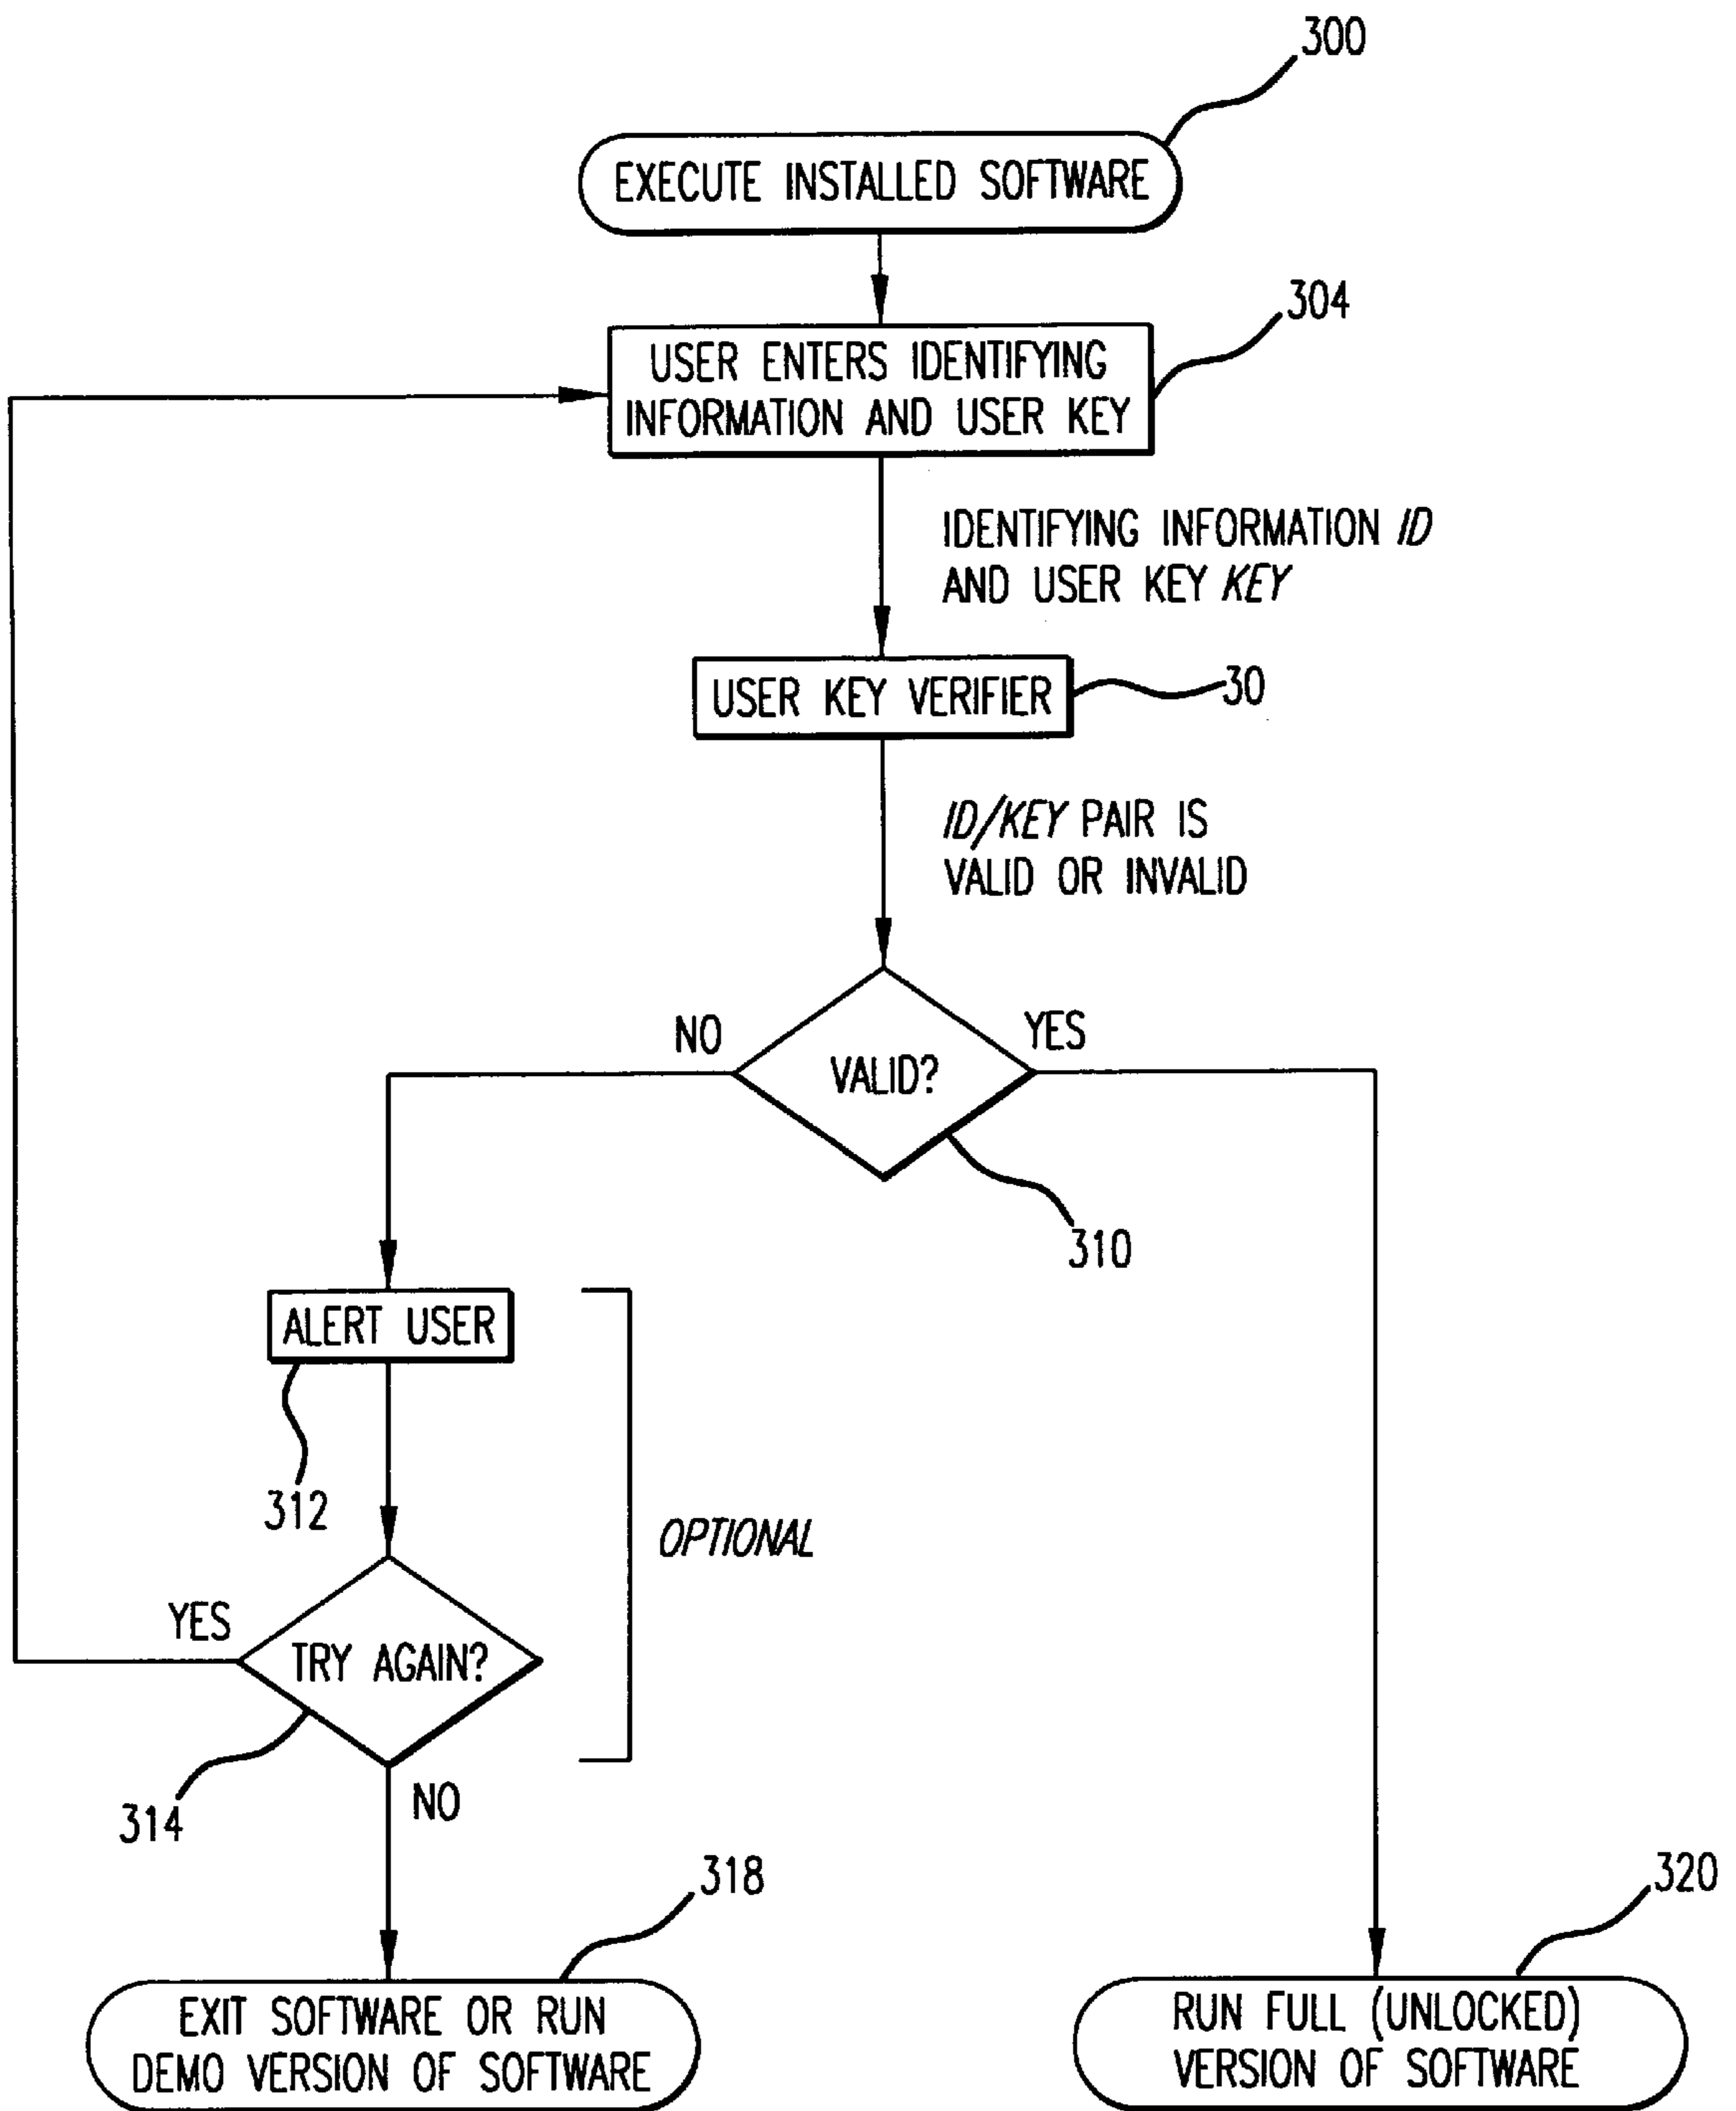 300
EXECUTE INSTALLED SOFTWARE
304
USER ENTERS IDENTIFYING
INFORMATION AND USER KEY
IDENTIFYING INFORMATION ID
AND USER KEY KEY
USER KEY VERIFIER
30
ID/KEY PAIR IS
VALID OR INVALID
NO
YES
VALID?
310
ALERT USER
312
OPTIONAL
YES
TRY AGAIN?
314
NO
318
320
EXIT SOFTWARE OR RUN
DEMO VERSION OF SOFTWARE
RUN FULL (UNLOCKED)
VERSION OF SOFTWARE